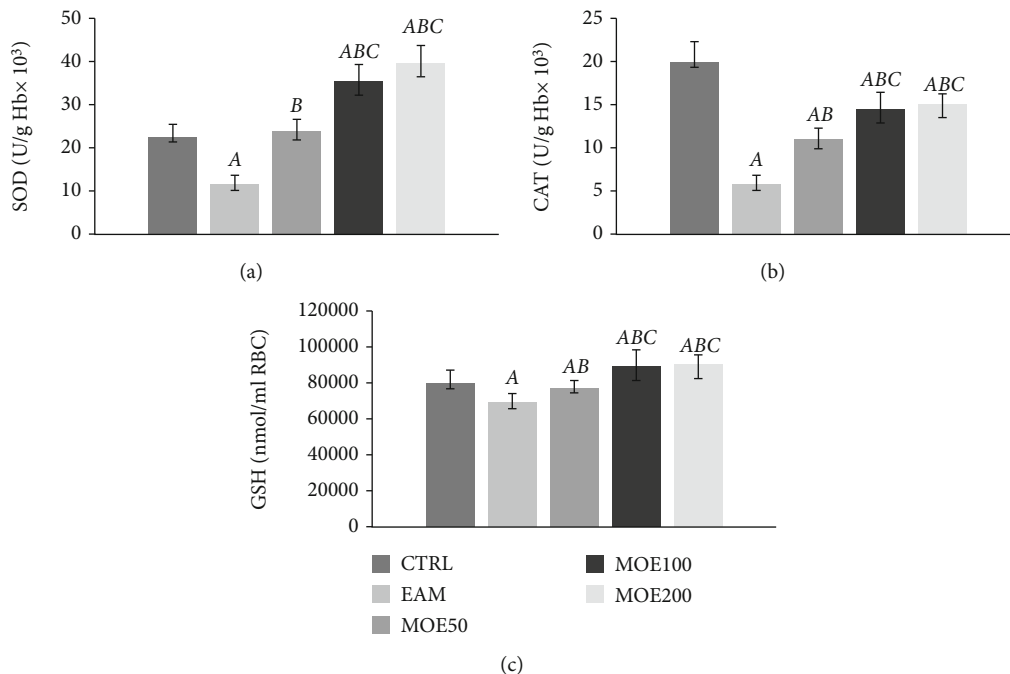 SOD (U/g Hb× 10³)
50
40
30
20
10
0
A
B
ABC
ABC
(a)
CAT (U/g Hb× 10³)
25
20
15
10
5
0
A
AB
ABC
ABC
(b)
GSH (nmol/ml RBC)
120000
100000
80000
60000
40000
20000
0
A
AB
ABC
ABC
CTRL
EAM
MOE50
MOE100
MOE200
(c)